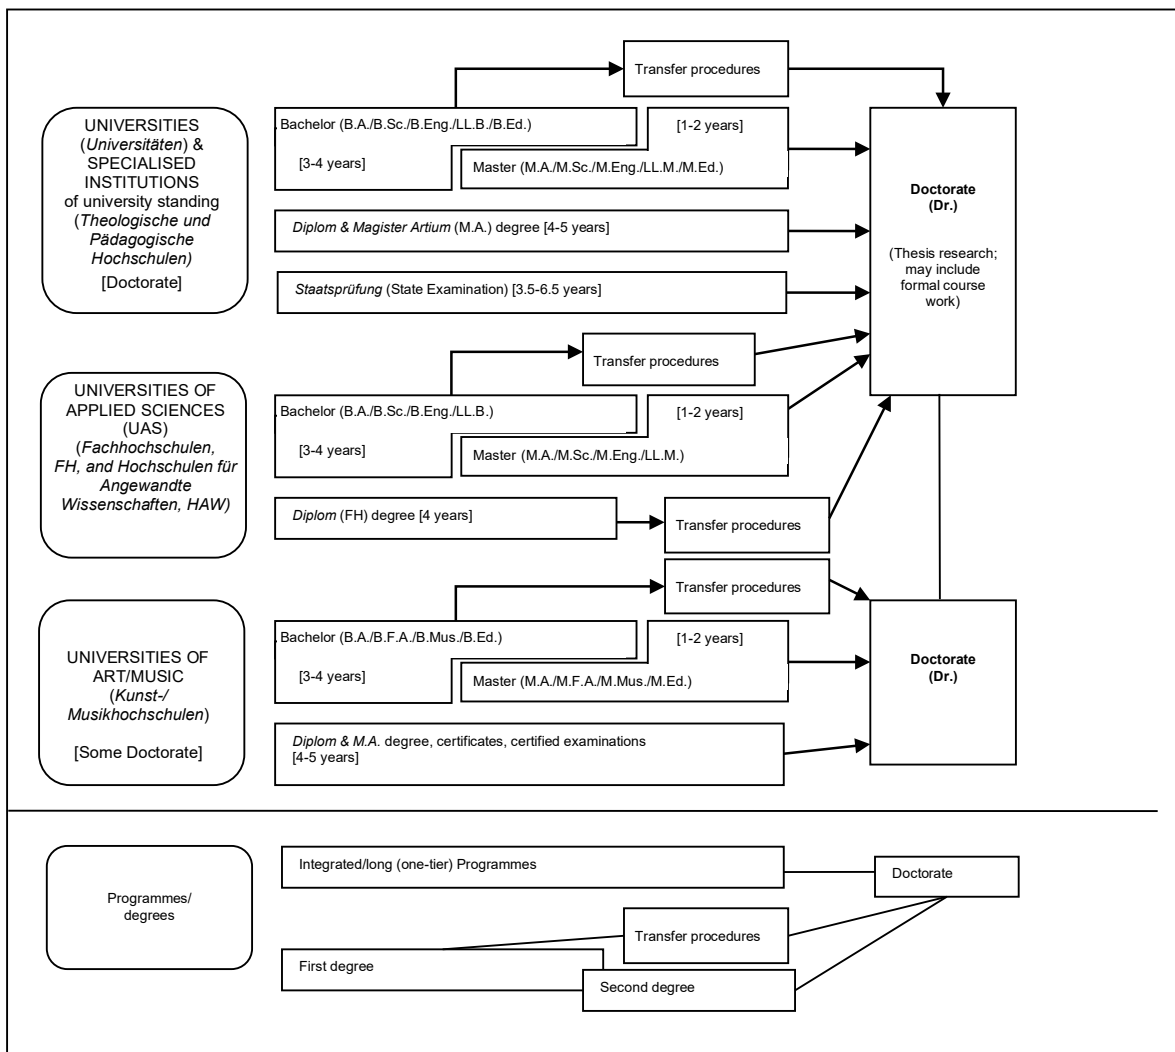 Transfer procedures
UNIVERSITIES
(Universitäten) &
SPECIALISED
INSTITUTIONS
of university standing
(Theologische und
Pädagogische
Hochschulen)
[Doctorate]
Bachelor (B.A./B.Sc./B.Eng./LL.B./B.Ed.)
[3-4 years]
[1-2 years]
Master (M.A./M.Sc./M.Eng./LL.M./M.Ed.)
Diplom & Magister Artium (M.A.) degree [4-5 years]
Staatsprüfung (State Examination) [3.5-6.5 years]
Doctorate
(Dr.)
(Thesis research;
may include
formal course
work)
Transfer procedures
UNIVERSITIES OF
APPLIED SCIENCES
(UAS)
(Fachhochschulen,
FH, and Hochschulen für
Angewandte
Wissenschaften, HAW)
Bachelor (B.A./B.Sc./B.Eng./LL.B.)
[3-4 years]
[1-2 years]
Master (M.A./M.Sc./M.Eng./LL.M.)
Diplom (FH) degree [4 years]
Transfer procedures
Transfer procedures
UNIVERSITIES OF
ART/MUSIC
(Kunst-/
Musikhochschulen)
[Some Doctorate]
Bachelor (B.A./B.F.A./B.Mus./B.Ed.)
[3-4 years]
[1-2 years]
Master (M.A./M.F.A./M.Mus./M.Ed.)
Diplom & M.A. degree, certificates, certified examinations
[4-5 years]
Doctorate
(Dr.)
Programmes/
degrees
Integrated/long (one-tier) Programmes
Doctorate
Transfer procedures
First degree
Second degree